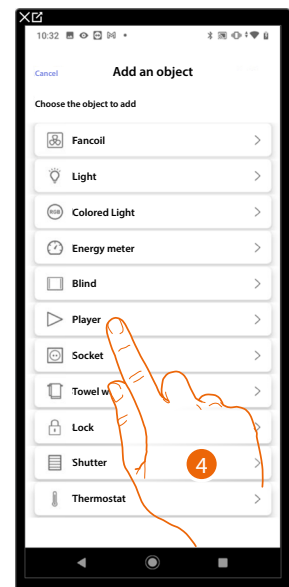 10:32
Cancel
Add an object
Choose the object to add
Fancoil
Light
RGB Colored Light
Energy meter
Blind
Player
Socket
Towel w
Lock
Shutter
4
Thermostat